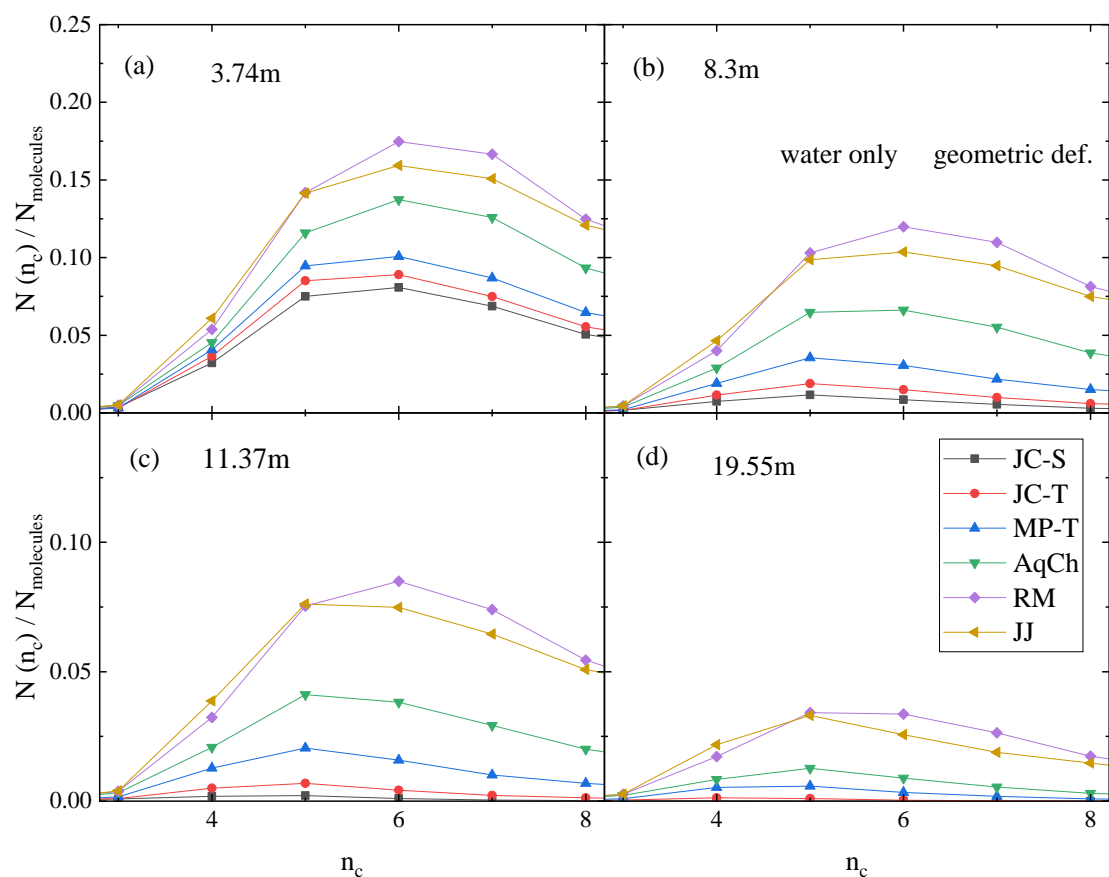 0.25
0.20
0.15
0.10
0.05
0.00
N (n_c) / N_molecules
(a)
3.74m
(b)
8.3m
water only geometric def.
0.10
0.05
0.00
N (n_c) / N_molecules
(c)
11.37m
(d)
19.55m
JC-S
JC-T
MP-T
AqCh
RM
JJ
4 6 8
4 6 8
n_c
n_c